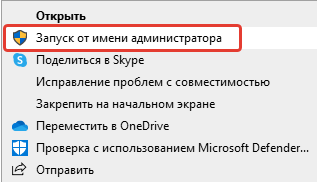 Открыть
Запуск от имени администратора
Поделиться в Skype
Исправление проблем с совместимостью
Закрепить на начальном экране
Переместить в OneDrive
Проверка с использованием Microsoft Defender...
Отправить